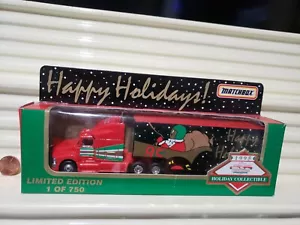 Happy Holidays!
MATCHBOX
LIMITED EDITION
1 OF 750
HOLIDAY COLLECTIBLE